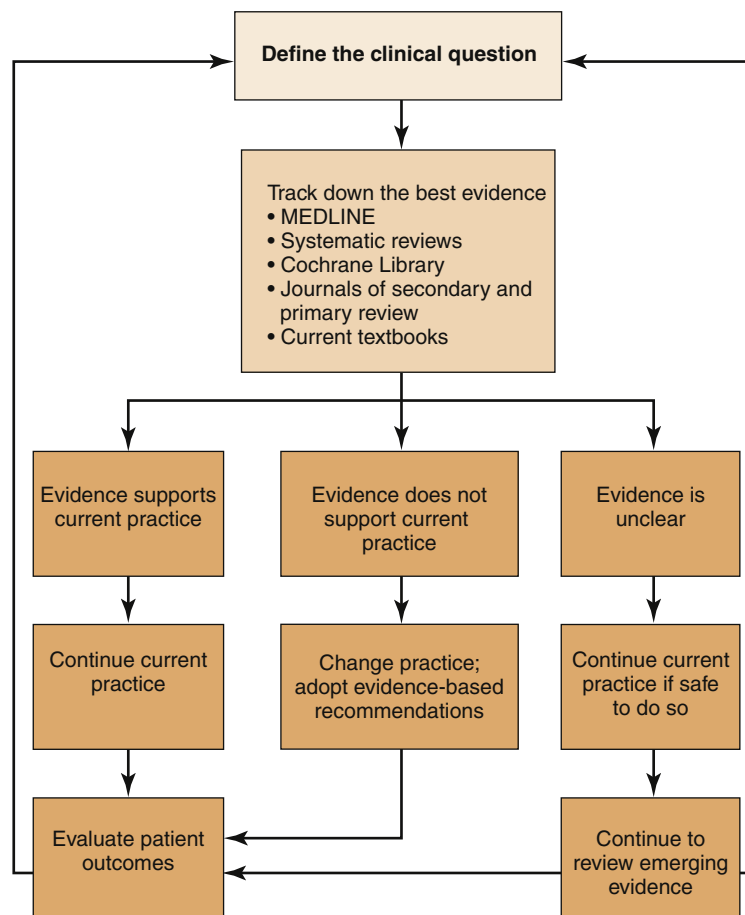 Define the clinical question
Track down the best evidence
• MEDLINE
• Systematic reviews
• Cochrane Library
• Journals of secondary and
primary review
• Current textbooks
Evidence supports
current practice
Evidence does not
support current
practice
Evidence is
unclear
Continue current
practice
Change practice;
adopt evidence-based
recommendations
Continue current
practice if safe
to do so
Evaluate patient
outcomes
Continue to
review emerging
evidence